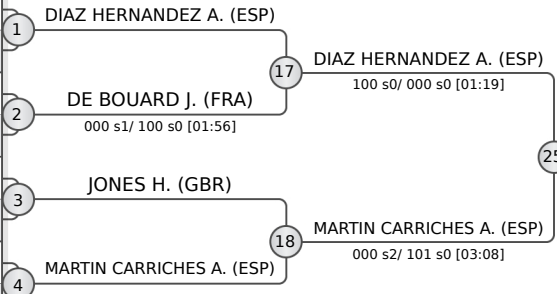 DIAZ HERNANDEZ A. (ESP)
1
DIAZ HERNANDEZ A. (ESP)
17
100 s0/ 000 s0 [01:19]
DE BOUARD J. (FRA)
2
000 s1/ 100 s0 [01:56]
25
JONES H. (GBR)
3
MARTIN CARRICHES A. (ESP)
18
000 s2/ 101 s0 [03:08]
MARTIN CARRICHES A. (ESP)
4